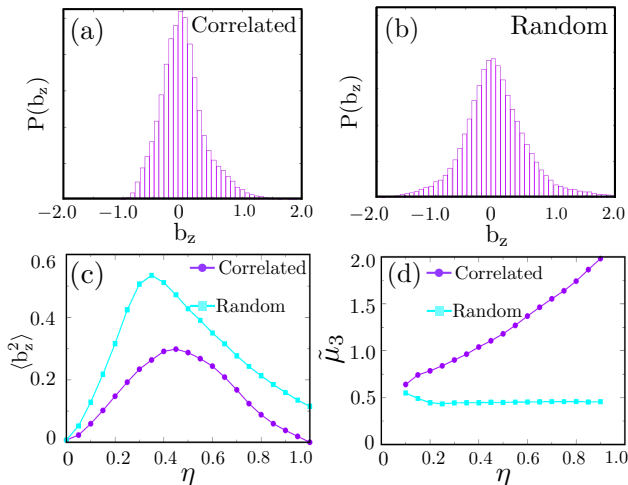 (a) Correlated
P(b_z)
−2.0 −1.0 0 1.0 2.0
b_z
(b) Random
P(b_z)
−2.0 −1.0 0 1.0 2.0
b_z
(c)
Correlated
Random
⟨b_z^2⟩
0.6
0.4
0.2
0
0 0.2 0.4 0.6 0.8 1.0
η
(d)
Correlated
Random
μ̃_3
2.0
1.5
1.0
0.5
0
0 0.2 0.4 0.6 0.8 1.0
η